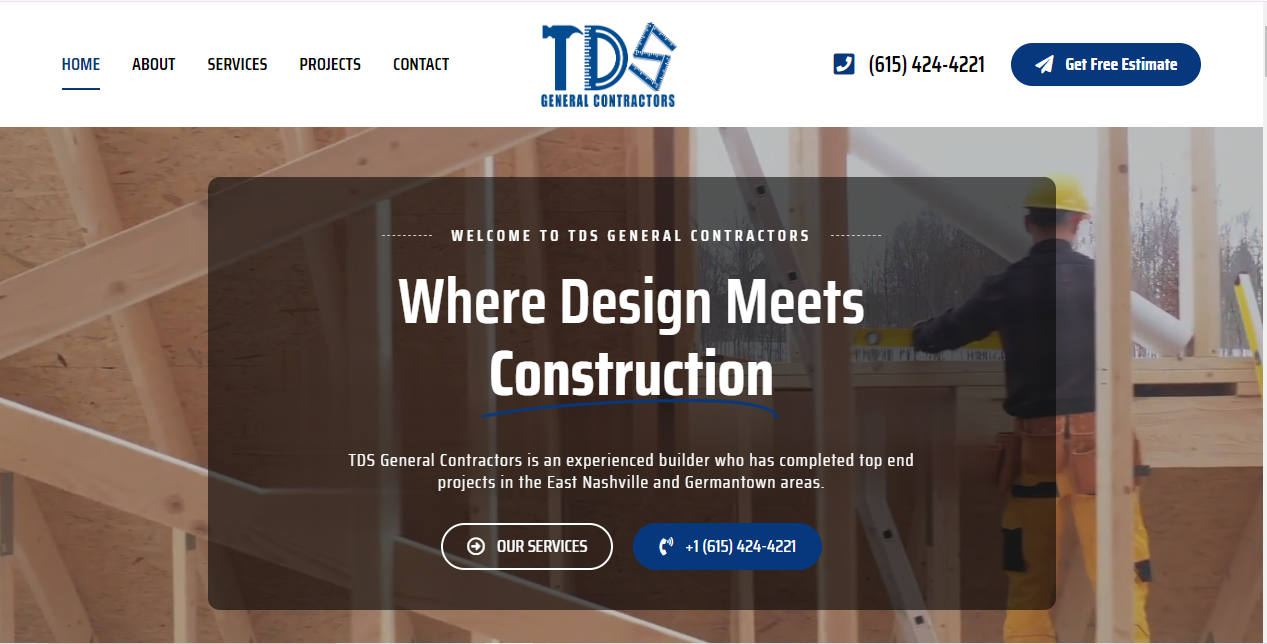 HOME ABOUT SERVICES PROJECTS CONTACT
TDS
GENERAL CONTRACTORS
(615) 424-4221
Get Free Estimate
WELCOME TO TDS GENERAL CONTRACTORS
Where Design Meets
Construction
TDS General Contractors is an experienced builder who has completed top end
projects in the East Nashville and Germantown areas.
OUR SERVICES
+1 (615) 424-4221